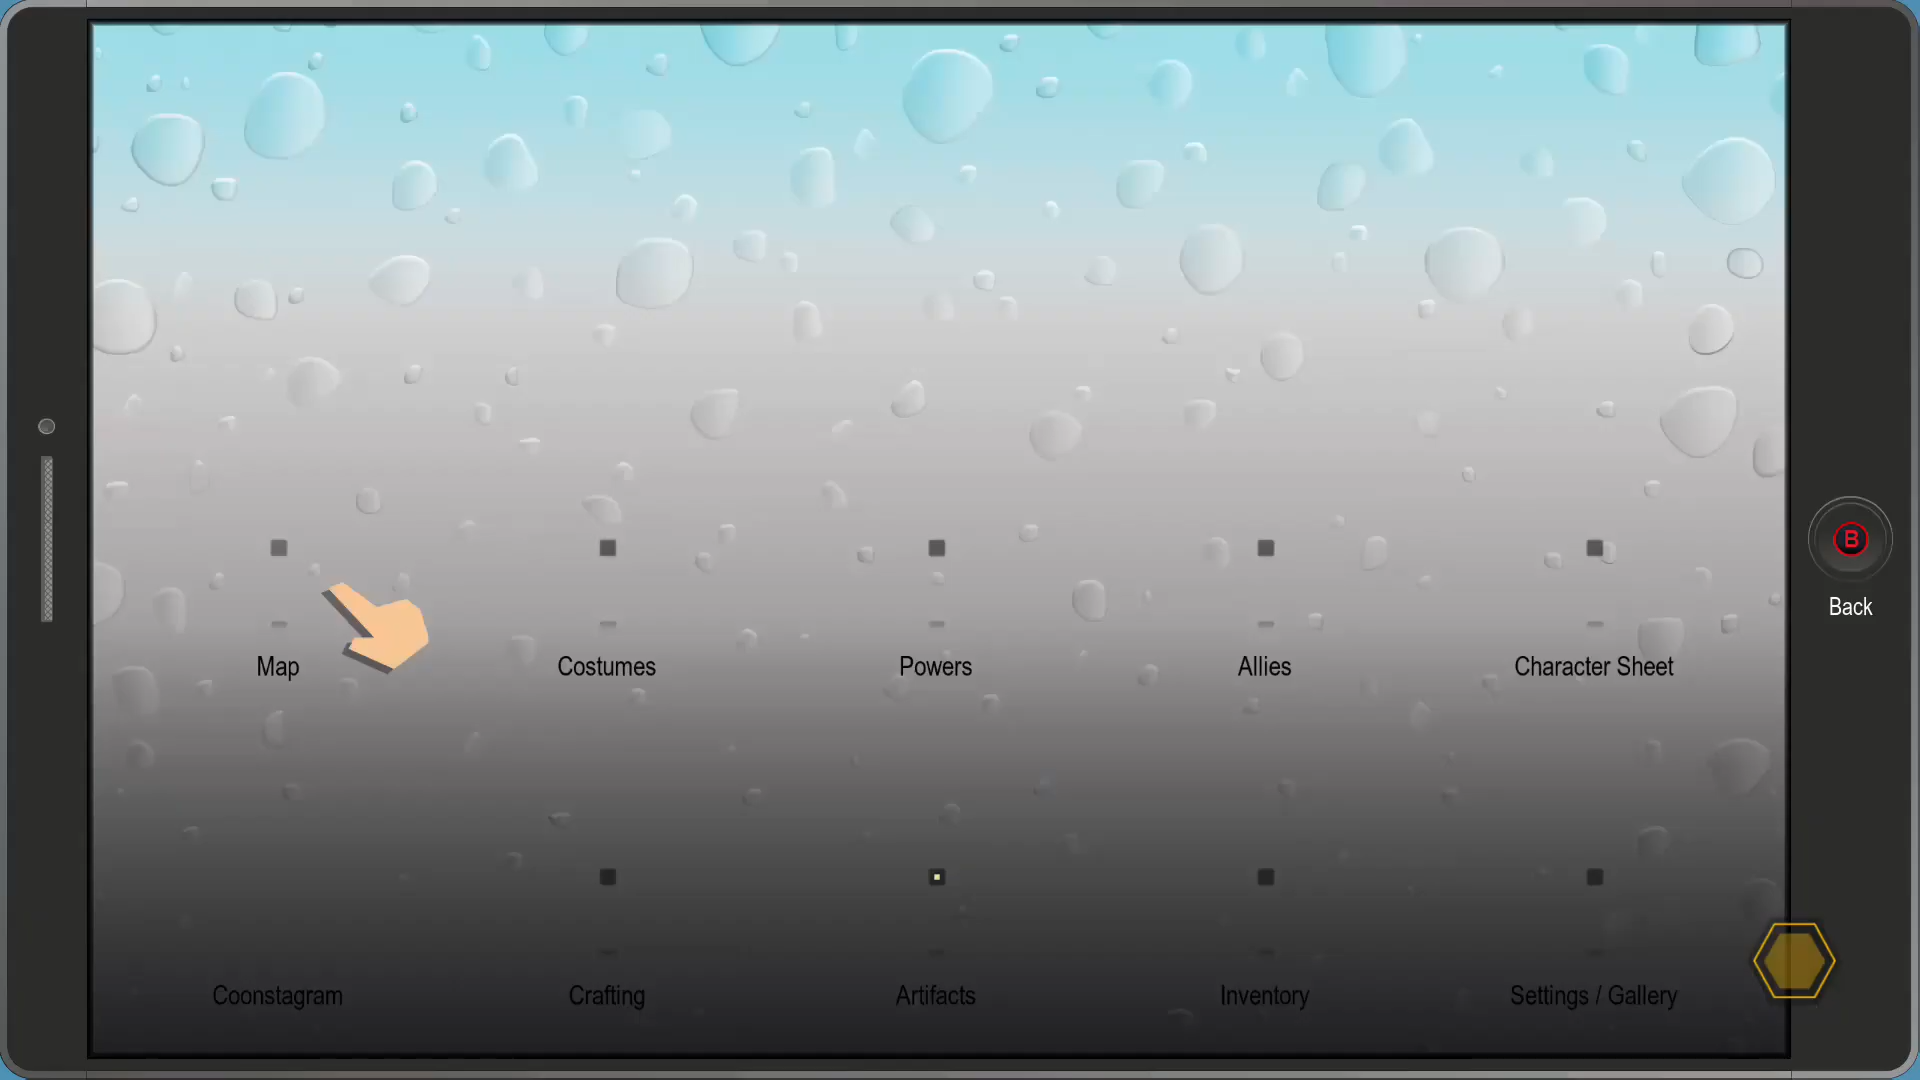 B
Back
Map
Costumes
Powers
Allies
Character Sheet
Coonstagram
Crafting
Artifacts
Inventory
Settings / Gallery